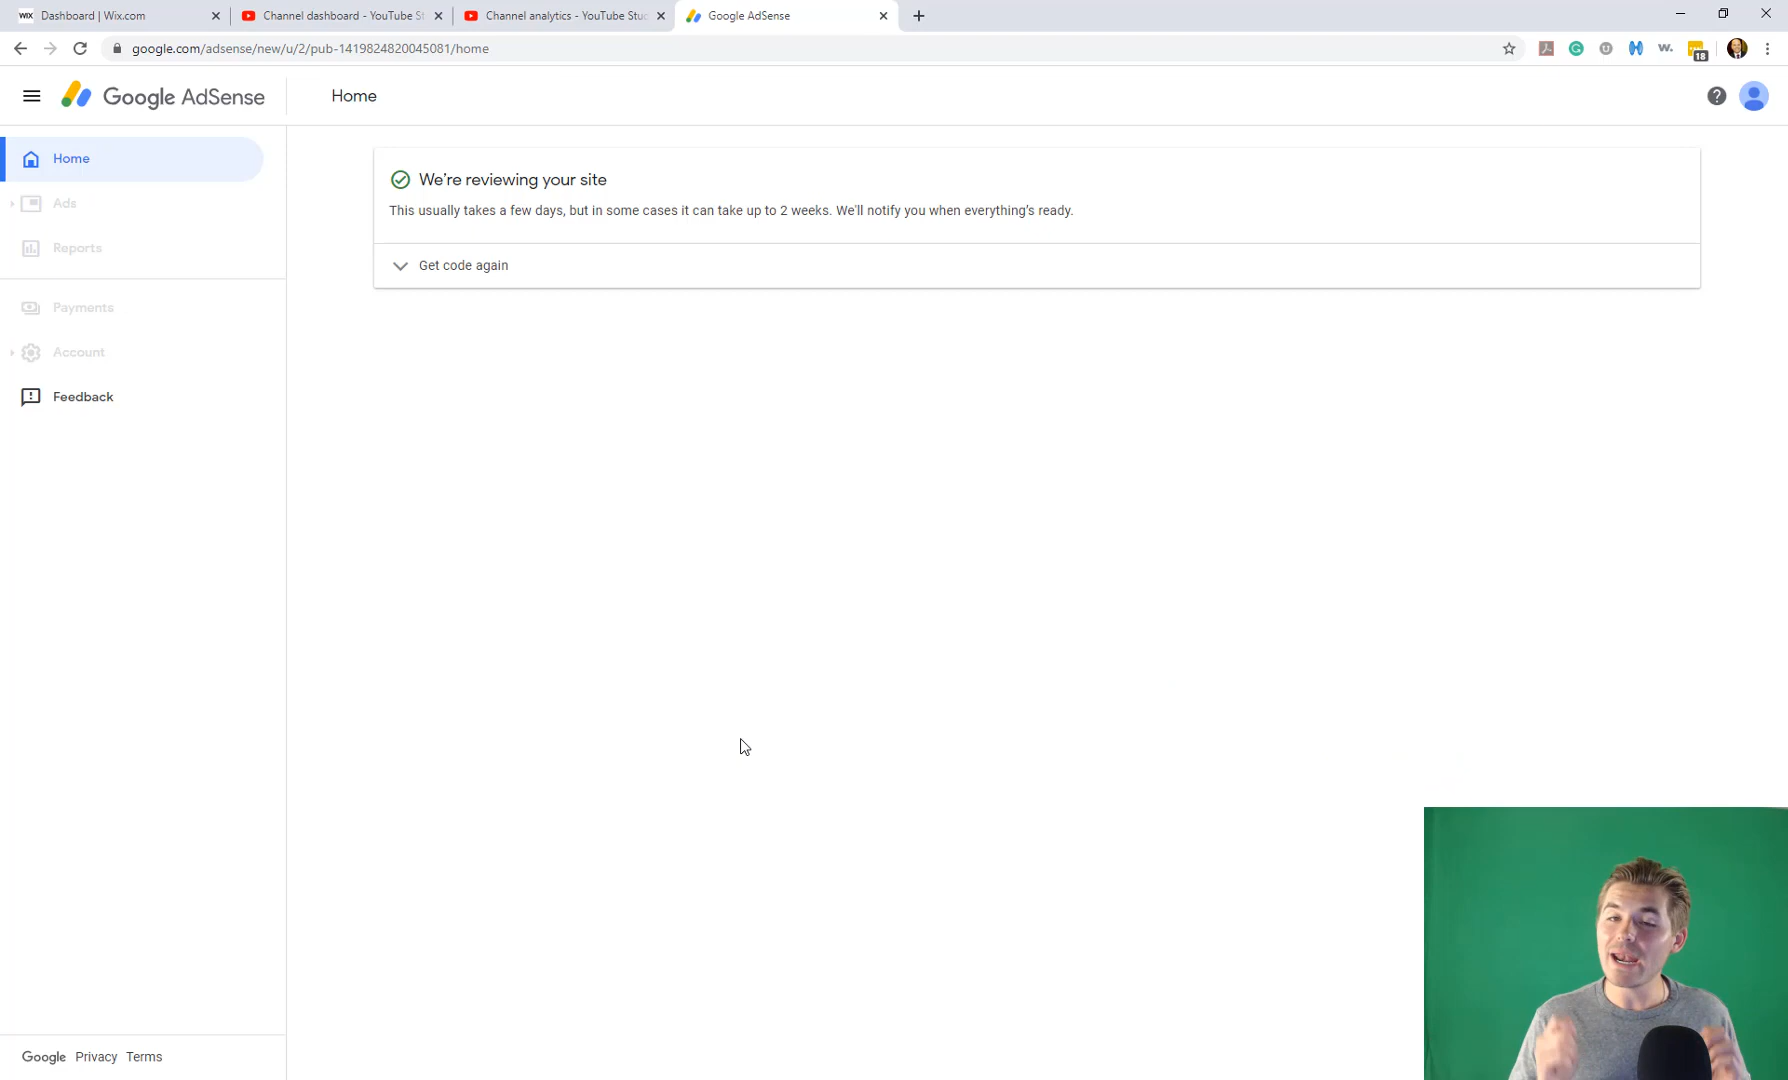 WIX Dashboard | Wix.com
Channel dashboard - YouTube St
Channel analytics - YouTube Stud
Google AdSense
google.com/adsense/new/u/2/pub-1419824820045081/home
w.
18
Google AdSense
Home
Home
Ads
Reports
Payments
Account
Feedback
We're reviewing your site
This usually takes a few days, but in some cases it can take up to 2 weeks. We'll notify you when everything's ready.
Get code again
Google Privacy Terms